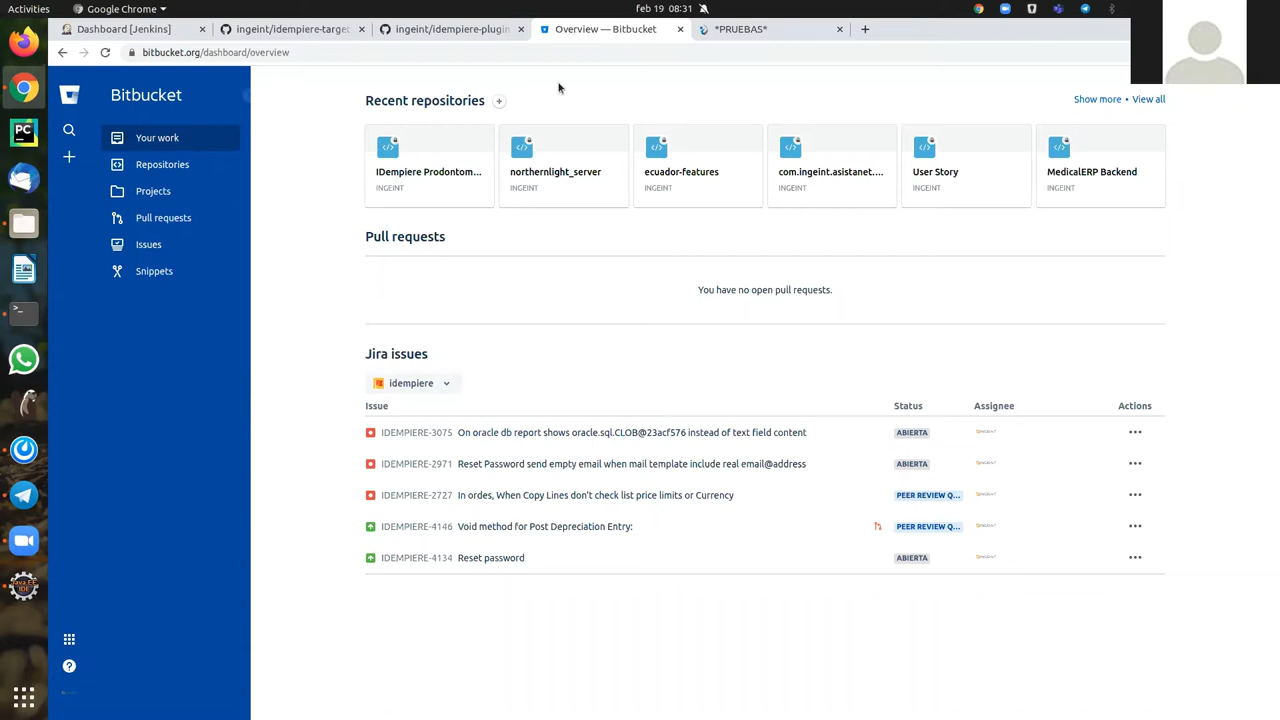 Activities
Google Chrome
feb 19 08:31
Dashboard [Jenkins]
ingeint/idempiere-target
ingeint/idempiere-plugin
Overview — Bitbucket
*PRUEBAS*
bitbucket.org/dashboard/overview
Bitbucket
Your work
Repositories
Projects
Pull requests
Issues
Snippets
Recent repositories
Show more • View all
IDempiere Prodontom...
INGEINT
northernlight_server
INGEINT
ecuador-features
INGEINT
com.ingeint.asistanet....
INGEINT
User Story
INGEINT
MedicalERP Backend
INGEINT
Pull requests
You have no open pull requests.
Jira issues
idempiere
Issue Status Assignee Actions
IDEMPIERE-3075 On oracle db report shows oracle.sql.CLOB@23acf576 instead of text field content ABIERTA
IDEMPIERE-2971 Reset Password send empty email when mail template include real email@address ABIERTA
IDEMPIERE-2727 In ordes, When Copy Lines don't check list price limits or Currency PEER REVIEW Q...
IDEMPIERE-4146 Void method for Post Depreciation Entry: PEER REVIEW Q...
IDEMPIERE-4134 Reset password ABIERTA
PC
Java EE
IDE